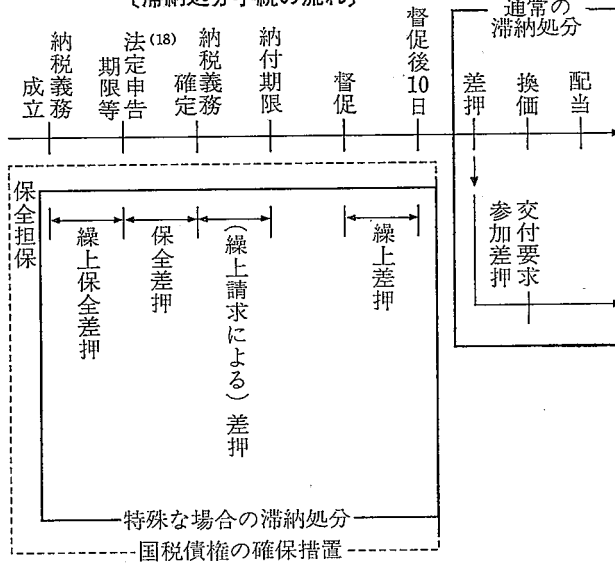 〔滞納処分手続の流れ〕
納税義務
成立
法定申告
期限等
(18)
納税義務
確定
納付期限
督促
督促後10日
通常の
滞納処分
差押
換価
配当
交付要求
参加差押
保全担保
繰上保全差押
保全差押
(繰上請求による)差押
繰上差押
特殊な場合の滞納処分
国税債権の確保措置